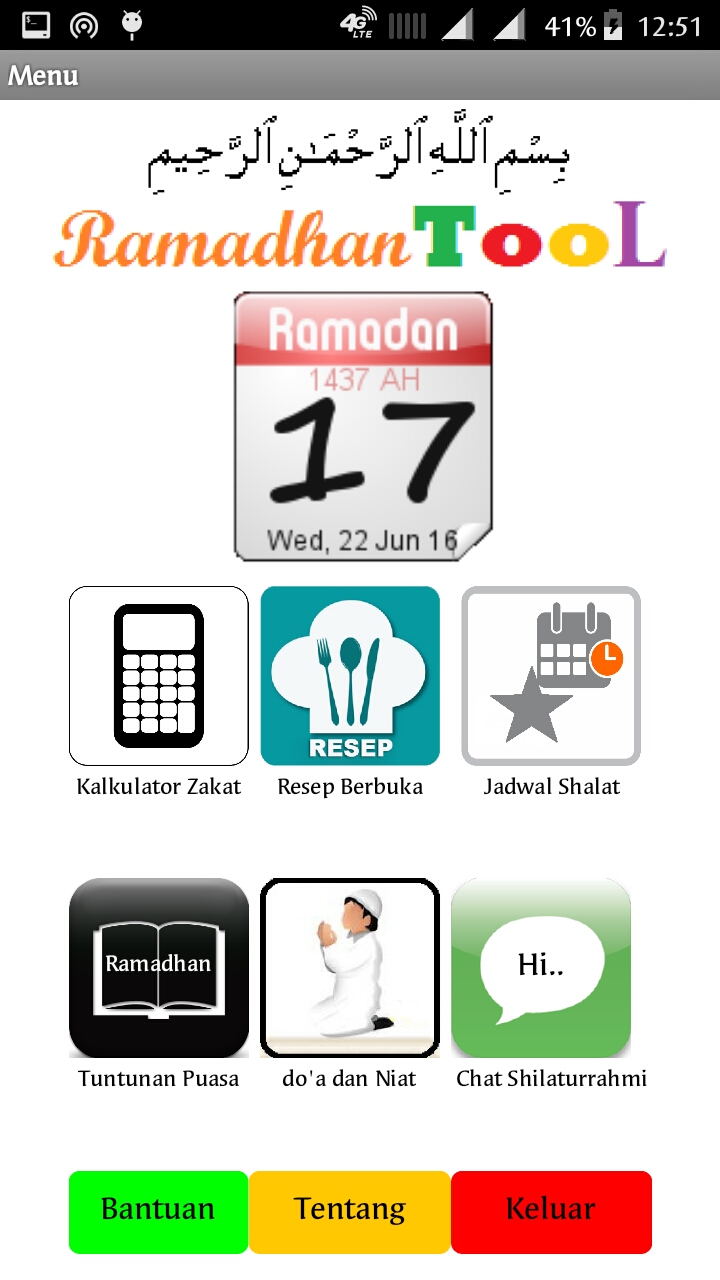 4G LTE 41% 12:51
Menu
بِسْمِ ٱللَّهِ ٱلرَّحْمَـٰنِ ٱلرَّحِيمِ
RamadhanTooL
Ramadan
1437 AH
17
Wed, 22 Jun 16
RESEP
Kalkulator Zakat Resep Berbuka Jadwal Shalat
Ramadhan Hi..
Tuntunan Puasa do'a dan Niat Chat Shilaturrahmi
Bantuan Tentang Keluar